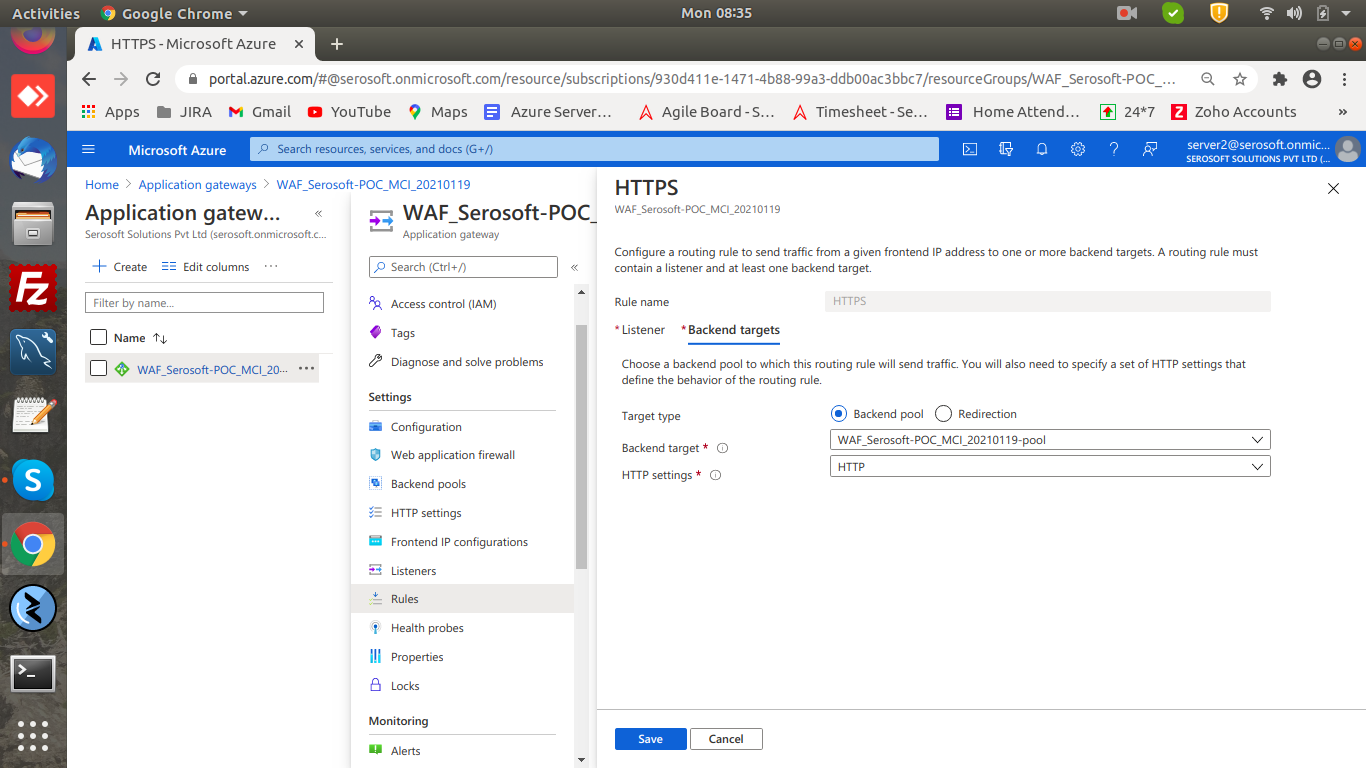 Activities
Google Chrome
Mon 08:35
HTTPS - Microsoft Azure
portal.azure.com/#@serosoft.onmicrosoft.com/resource/subscriptions/930d411e-1471-4b88-99a3-ddb00ac3bbc7/resourceGroups/WAF_Serosoft-POC_...
Apps
JIRA
Gmail
YouTube
Maps
Azure Server...
Agile Board - S...
Timesheet - Se...
Home Attend...
24*7
Zoho Accounts
»
Microsoft Azure
Search resources, services, and docs (G+/)
server2@serosoft.onmic...
SEROSOFT SOLUTIONS PVT LTD (...
Home > Application gateways > WAF_Serosoft-POC_MCI_20210119
Application gatew...
Serosoft Solutions Pvt Ltd (serosoft.onmicrosoft.c...
Create
Edit columns
...
Filter by name...
Name
WAF_Serosoft-POC_MCI_20...
WAF_Serosoft-POC_
Application gateway
Search (Ctrl+/)
Access control (IAM)
Tags
Diagnose and solve problems
Settings
Configuration
Web application firewall
Backend pools
HTTP settings
Frontend IP configurations
Listeners
Rules
Health probes
Properties
Locks
Monitoring
Alerts
HTTPS
WAF_Serosoft-POC_MCI_20210119
Configure a routing rule to send traffic from a given frontend IP address to one or more backend targets. A routing rule must
contain a listener and at least one backend target.
Rule name
HTTPS
* Listener
* Backend targets
Choose a backend pool to which this routing rule will send traffic. You will also need to specify a set of HTTP settings that
define the behavior of the routing rule.
Target type
Backend pool
Redirection
Backend target *
WAF_Serosoft-POC_MCI_20210119-pool
HTTP settings *
HTTP
Save
Cancel